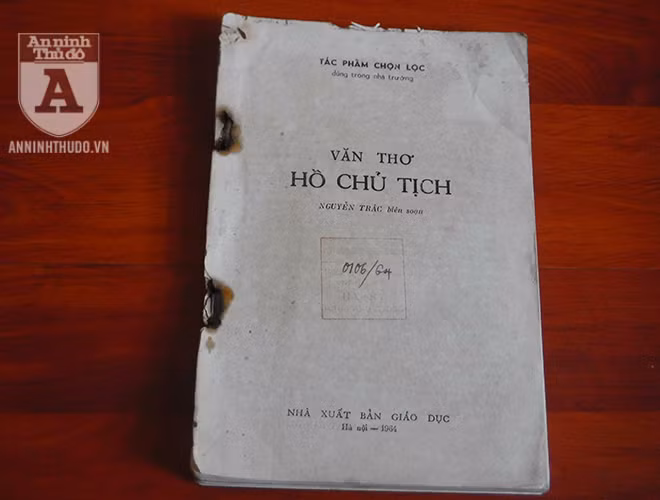 An ninh
Thủ đô
A
ANNINHTHUDO.VN
TÁC PHẨM CHỌN LỌC
dùng trong nhà trường
VĂN THƠ
HỒ CHỦ TỊCH
NGUYỄN TRÁC biên soạn
0106/64
NHÀ XUẤT BẢN GIÁO DỤC
Hà nội — 1964